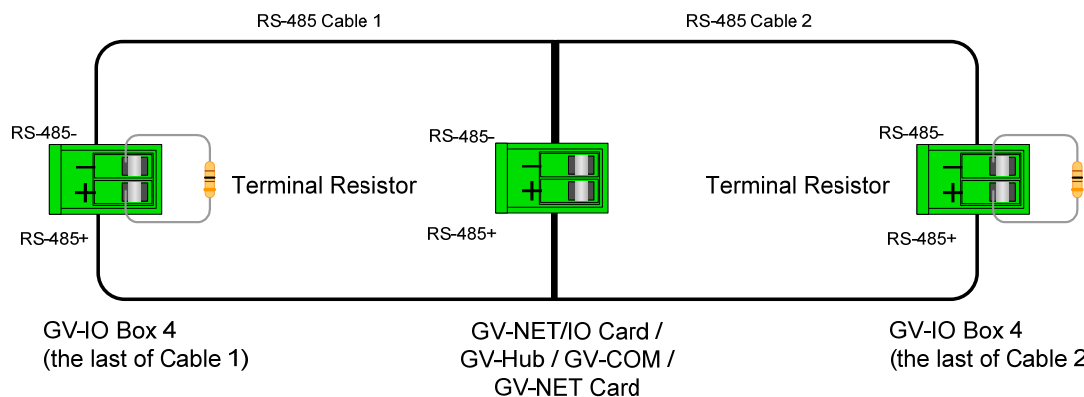 RS-485 Cable 1
RS-485 Cable 2
RS-485-
RS-485-
RS-485-
− +
Terminal Resistor
− +
Terminal Resistor
− +
RS-485+
RS-485+
RS-485+
GV-IO Box 4
(the last of Cable 1)
GV-NET/IO Card /
GV-Hub / GV-COM /
GV-NET Card
GV-IO Box 4
(the last of Cable 2